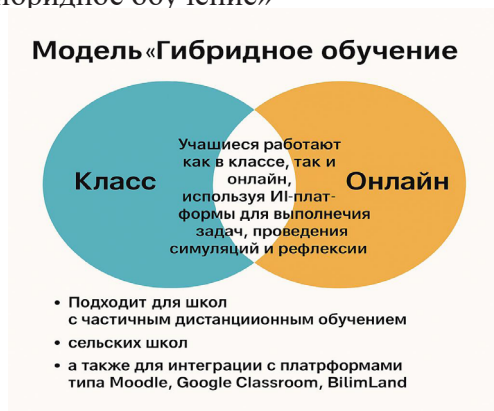 Модель «Гибридное обучение
Класс
Учащиеся работают
как в классе, так и
онлайн,
используя ИІ-плат-
формы для выполнечия
задач, проведения
симуляций и рефлексии
Онлайн
• Подходит для школ
с частичным дистанциионным обучением
• сельских школ
• а также для интеграции с платрформами
типа Moodle, Google Classroom, BilimLand